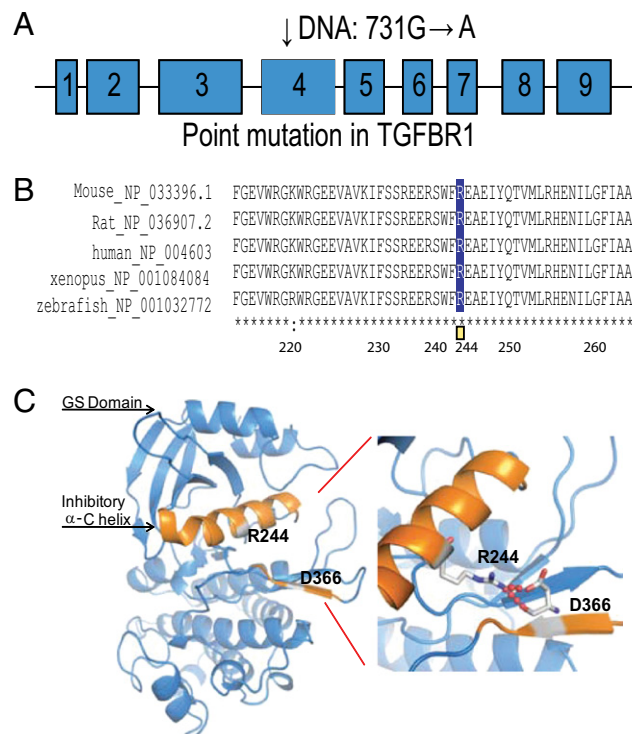 A
↓ DNA: 731G→A
1 2 3 4 5 6 7 8 9
Point mutation in TGFBR1
B
Mouse_NP_033396.1 FGEVWRGKWRGEEVAVKIFSSREERSWFREAEIYQTVMLRHENILGFIAA
Rat_NP_036907.2 FGEVWRGKWRGEEVAVKIFSSREERSWFREAEIYQTVMLRHENILGFIAA
human_NP_004603 FGEVWRGKWRGEEVAVKIFSSREERSWFREAEIYQTVMLRHENILGFIAA
xenopus_NP_001084084 FGEVWRGKWRGEEVAVKIFSSREERSWFREAEIYQTVMLRHENILGFIAA
zebrafish_NP_001032772 FGEVWRGRWRGEEVAVKIFSSREERSWFREAEIYQTVMLRHENILGFIAA
*******:******************************************
220 230 240 244 250 260
C
GS Domain
Inhibitory
α-C helix
R244
D366
R244
D366